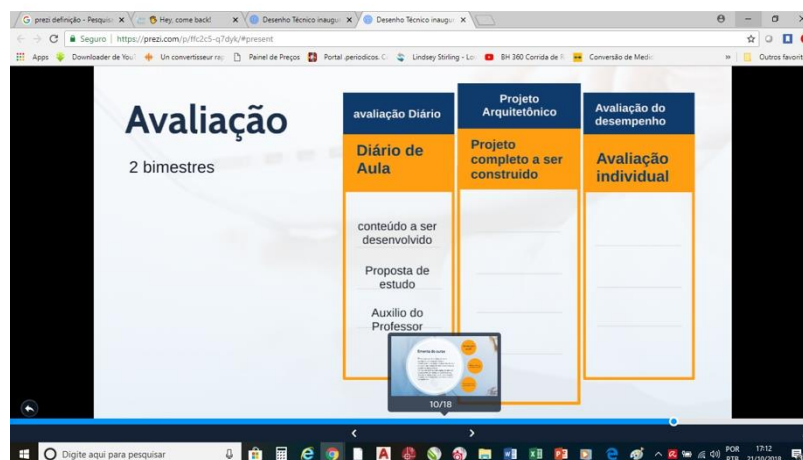 prezi definição - Pesquis
Hey, come back!
Desenho Técnico inaugu
Desenho Técnico inaugu
Seguro
https://prezi.com/p/ffc2c5-q7dyk/#present
Apps
Downloader de You
Un convertisseur ra
Painel de Preços
Portal .periodicos. C
Lindsey Stirling - Lo
BH 360 Corrida de R
Conversão de Medi
»
Outros favorit
Avaliação
2 bimestres
avaliação Diário
Diário de
Aula
conteúdo a ser
desenvolvido
Proposta de
estudo
Auxilio do
Professor
Projeto
Arquitetônico
Projeto
completo a ser
construido
Avaliação do
desempenho
Avaliação
individual
10/18
Digite aqui para pesquisar
POR
17:12
PTB
21/10/2018